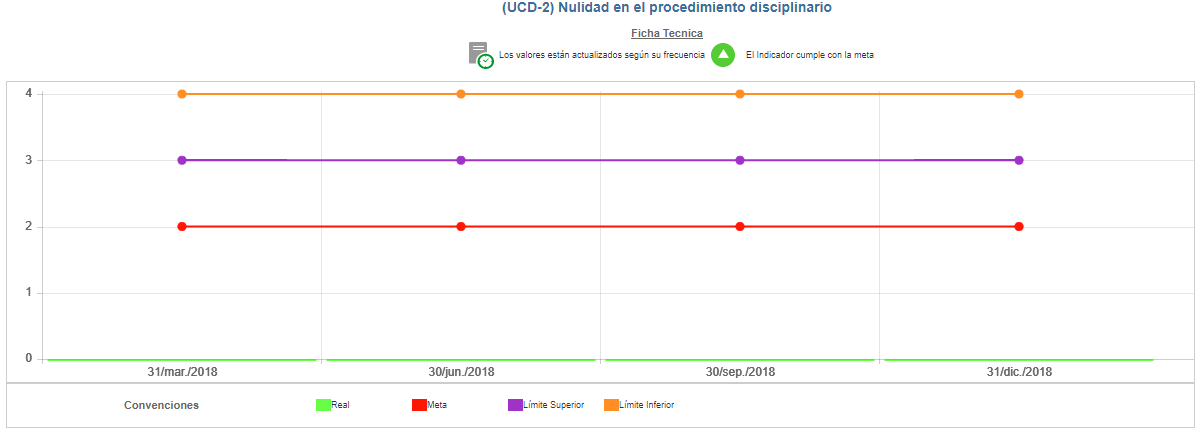 (UCD-2) Nulidad en el procedimiento disciplinario
Ficha Tecnica
Los valores están actualizados según su frecuencia El Indicador cumple con la meta
4
3
2
1
0
31/mar./2018 30/jun./2018 30/sep./2018 31/dic./2018
Convenciones Real Meta Límite Superior Límite Inferior